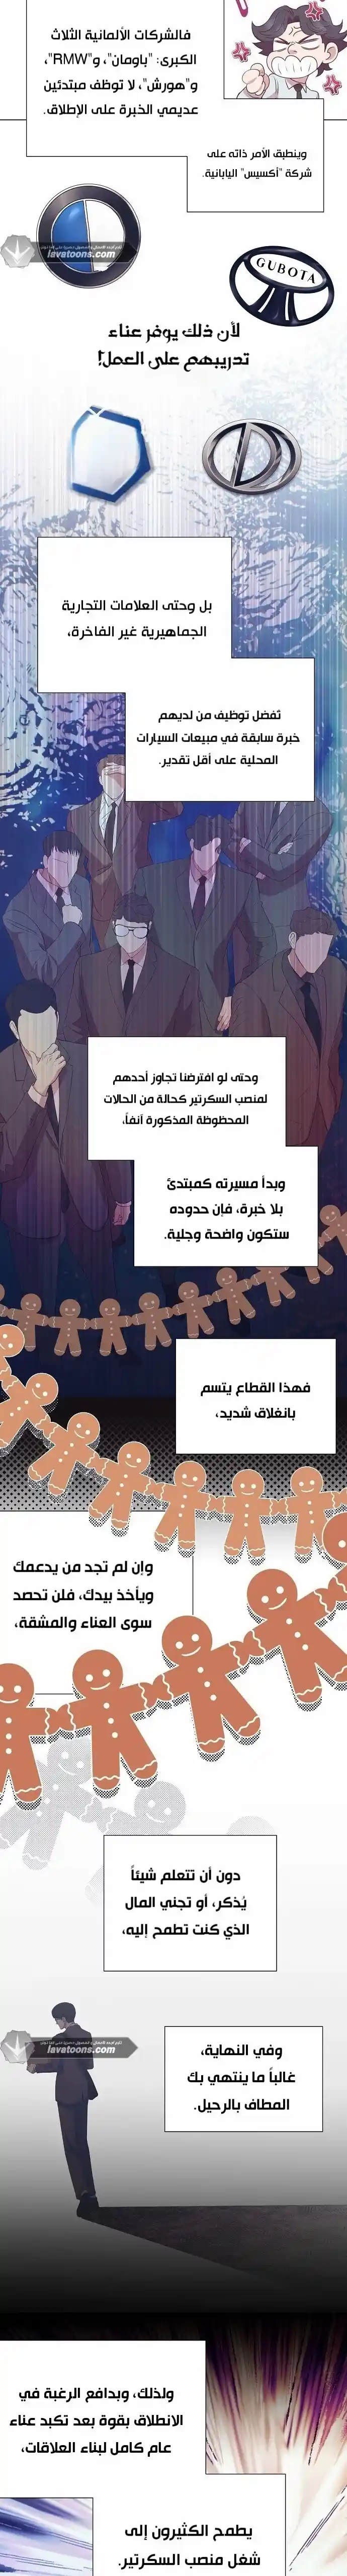 فالشركات الألمانية الثلاث
الكبرى: "باومان"، و"RMW"،
و"هورش"، لا توظف مبتدئين
عديمي الخبرة على الإطلاق.
وينطبق الأمر ذاته على
شركة "أكسيس" اليابانية.
lavatoons.com
GUBOTA
لأن ذلك يوفر عناء
تدريبهم على العمل!
بل وحتى العلامات التجارية
الجماهيرية غير الفاخرة،
تُفضل توظيف من لديهم
خبرة سابقة في مبيعات السيارات
المحلية على أقل تقدير.
وحتى لو افترضنا تجاوز أحدهم
لمنصب السكرتير كحالة من الحالات
المحظوظة المذكورة آنفاً،
وبدأ مسيرته كمبتدئ
بلا خبرة، فإن حدوده
ستكون واضحة وجلية.
فهذا القطاع يتسم
بانغلاق شديد،
وإن لم تجد من يدعمك
ويأخذ بيدك، فلن تحصد
سوى العناء والمشقة،
دون أن تتعلم شيئاً
يُذكر، أو تجني المال
الذي كنت تطمح إليه،
lavatoons.com
وفي النهاية،
غالباً ما ينتهي بك
المطاف بالرحيل.
ولذلك، وبدافع الرغبة في
الانطلاق بقوة بعد تكبد عناء
عام كامل لبناء العلاقات،
يطمح الكثيرون إلى
شغل منصب السكرتير.